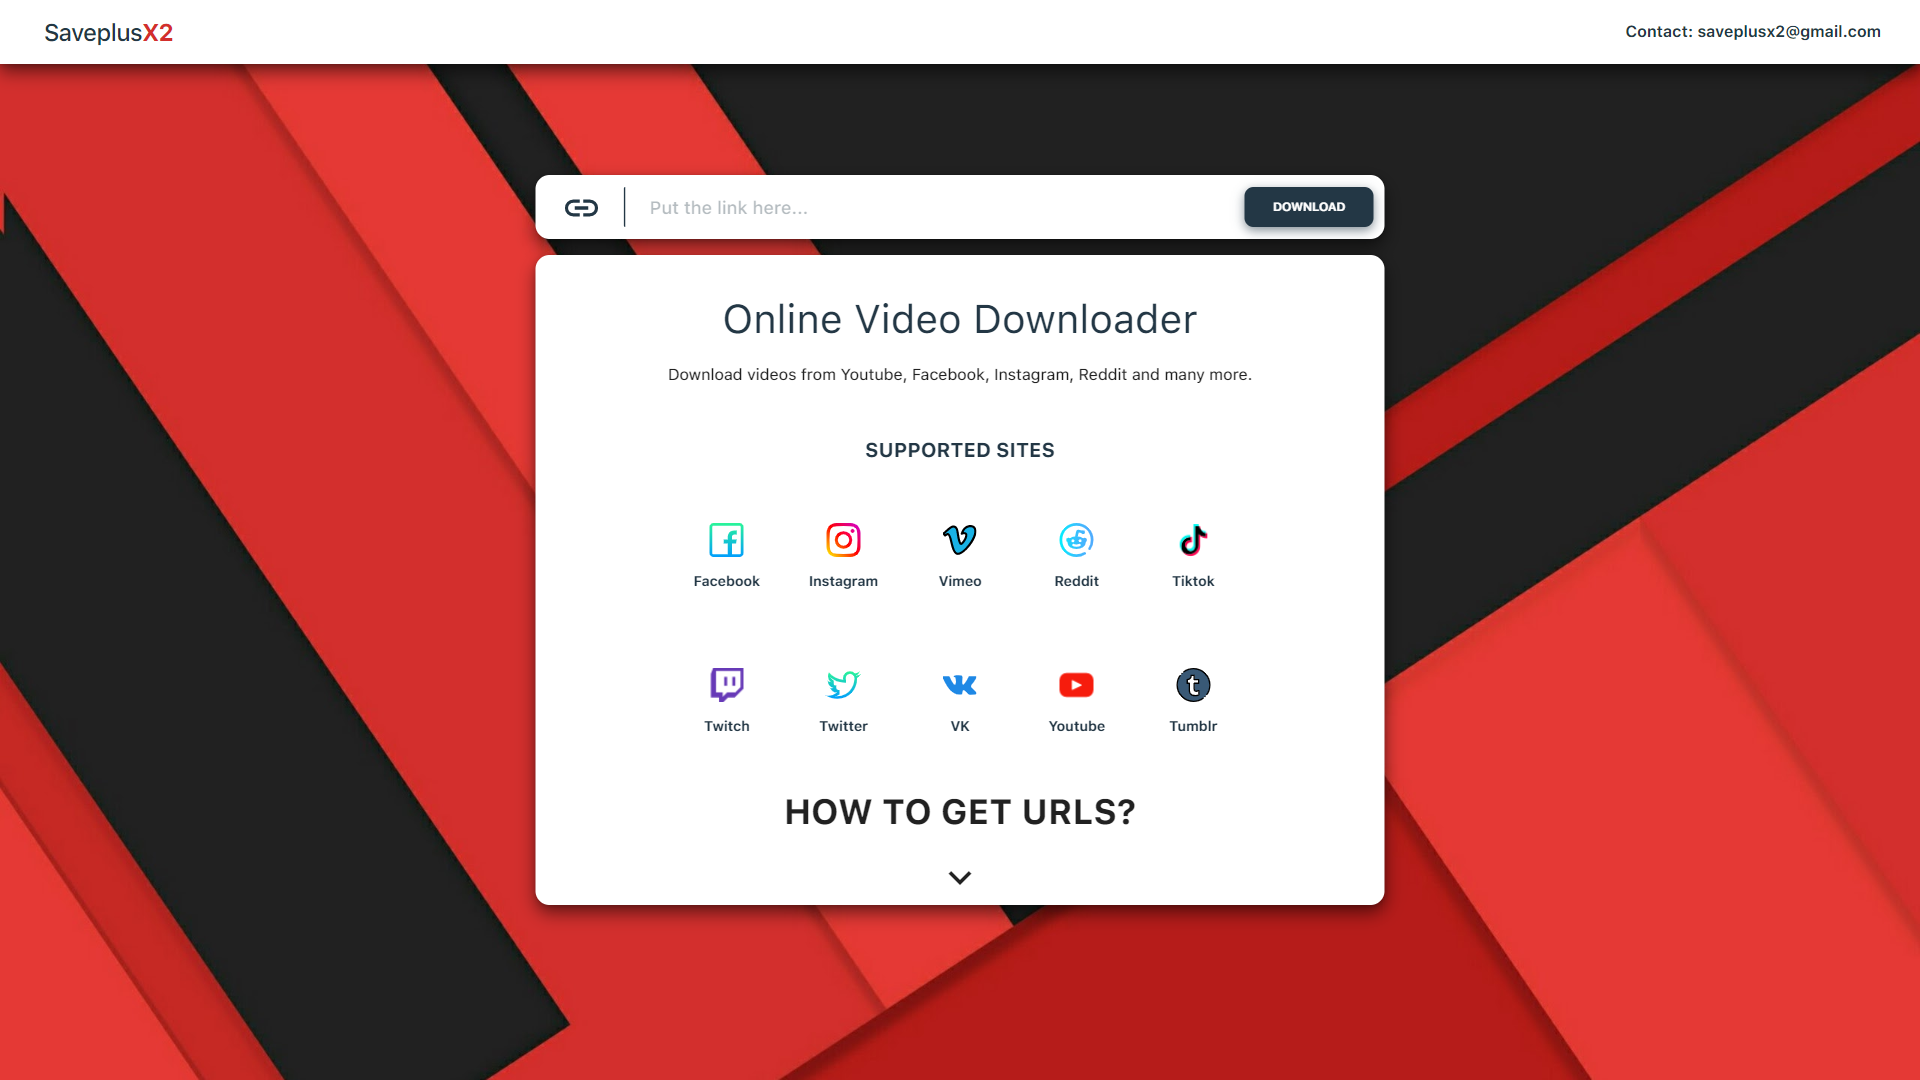 SaveplusX2
Contact: saveplusx2@gmail.com
Put the link here...
DOWNLOAD
Online Video Downloader
Download videos from Youtube, Facebook, Instagram, Reddit and many more.
SUPPORTED SITES
Facebook Instagram Vimeo Reddit Tiktok
Twitch Twitter VK Youtube Tumblr
HOW TO GET URLS?